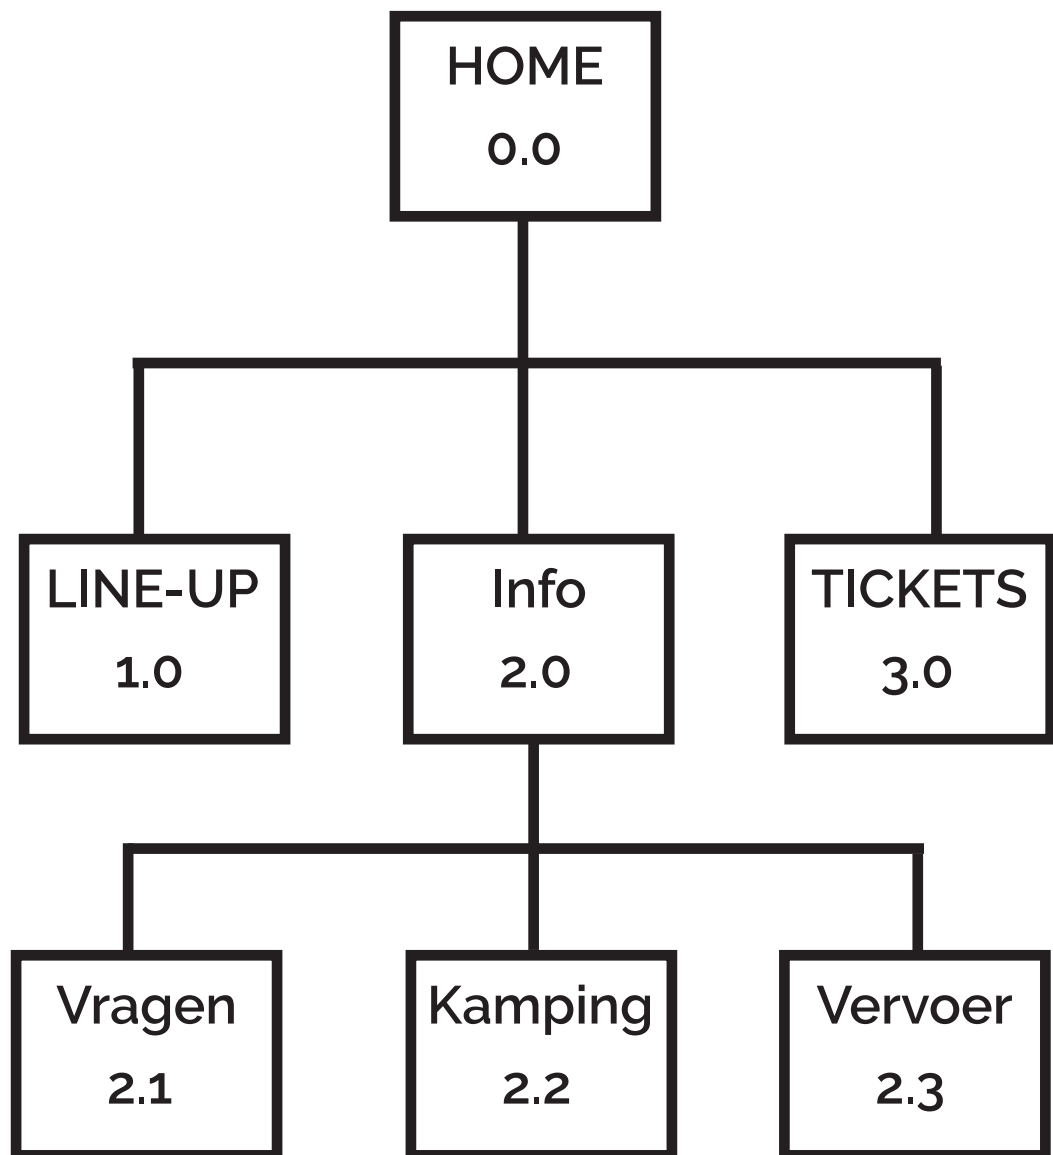 HOME
0.0
LINE-UP
1.0
Info
2.0
TICKETS
3.0
Vragen
2.1
Kamping
2.2
Vervoer
2.3